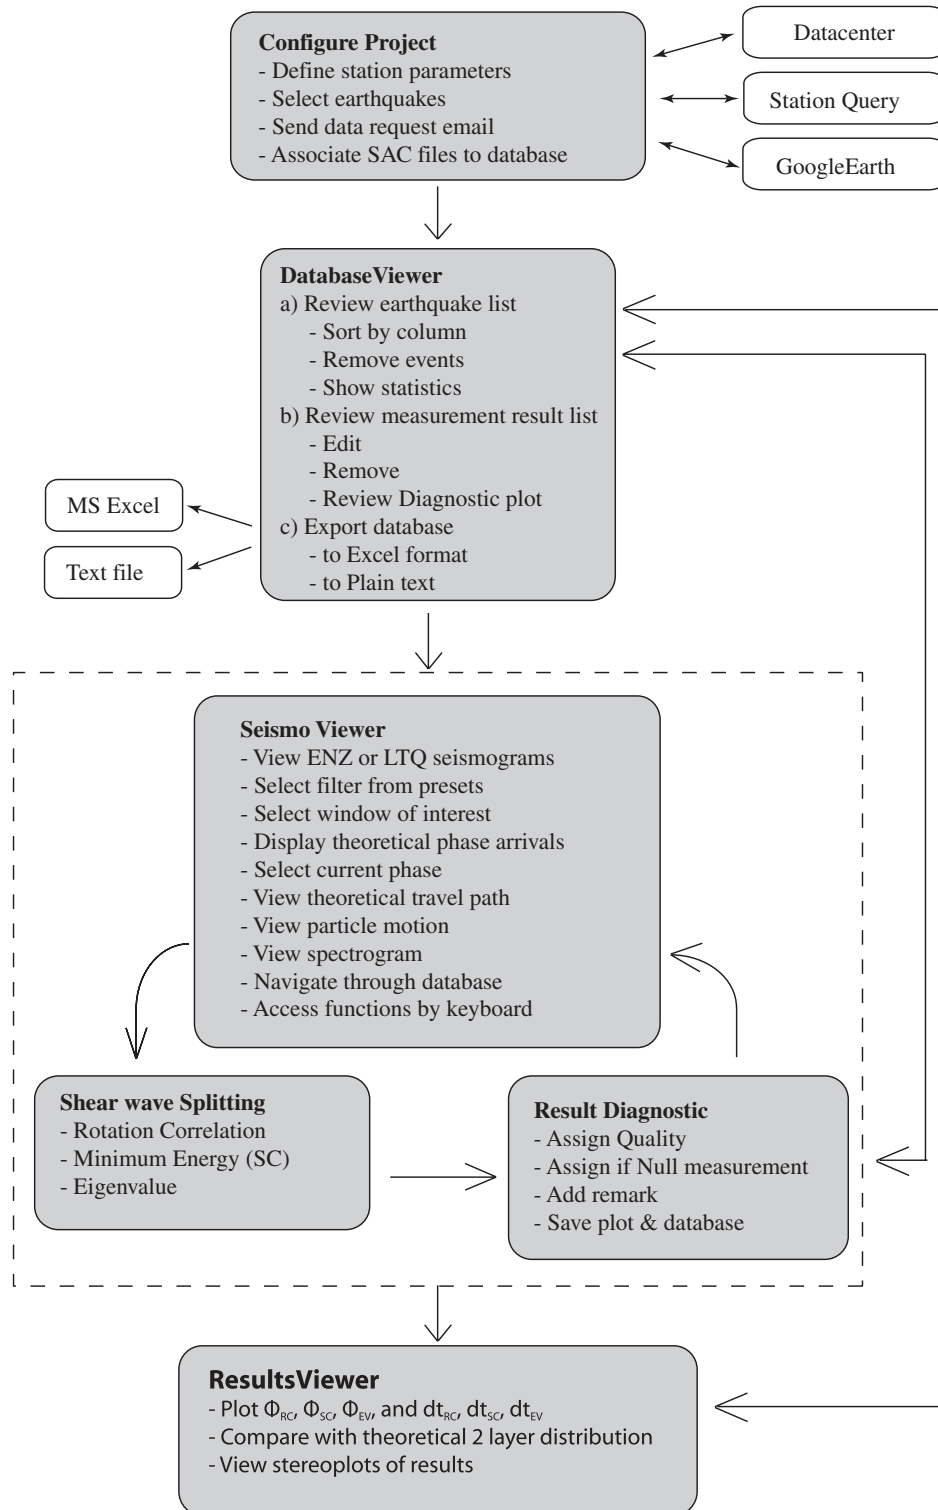 Configure Project
- Define station parameters
- Select earthquakes
- Send data request email
- Associate SAC files to database
Datacenter
Station Query
GoogleEarth
DatabaseViewer
a) Review earthquake list
- Sort by column
- Remove events
- Show statistics
b) Review measurement result list
- Edit
- Remove
- Review Diagnostic plot
c) Export database
- to Excel format
- to Plain text
MS Excel
Text file
Seismo Viewer
- View ENZ or LTQ seismograms
- Select filter from presets
- Select window of interest
- Display theoretical phase arrivals
- Select current phase
- View theoretical travel path
- View particle motion
- View spectrogram
- Navigate through database
- Access functions by keyboard
Shear wave Splitting
- Rotation Correlation
- Minimum Energy (SC)
- Eigenvalue
Result Diagnostic
- Assign Quality
- Assign if Null measurement
- Add remark
- Save plot & database
ResultsViewer
- Plot ΦRC, ΦSC, ΦEV, and dtRC, dtSC, dtEV
- Compare with theoretical 2 layer distribution
- View stereoplots of results